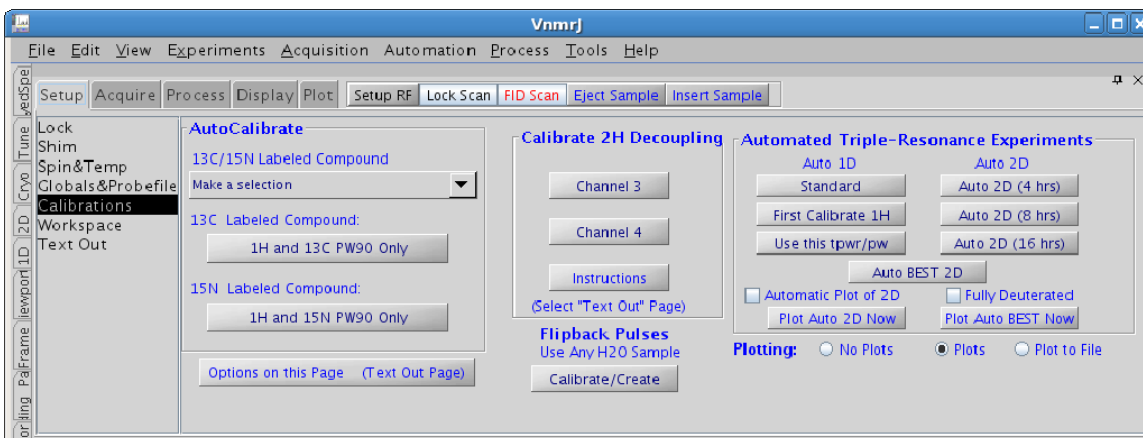 VnmrJ
File Edit View Experiments Acquisition Automation Process Tools Help
Setup Acquire Process Display Plot Setup RF Lock Scan FID Scan Eject Sample Insert Sample
Lock
Shim
Spin&Temp
Globals&Probefile
Calibrations
Workspace
Text Out
Tune
Cryo
2D
1D
iewport
Frame
Pa
ding
or
AutoCalibrate
13C/15N Labeled Compound
Make a selection
13C Labeled Compound:
1H and 13C PW90 Only
15N Labeled Compound:
1H and 15N PW90 Only
Options on this Page (Text Out Page)
Calibrate 2H Decoupling
Channel 3
Channel 4
Instructions
(Select "Text Out" Page)
Flipback Pulses
Use Any H2O Sample
Calibrate/Create
Automated Triple-Resonance Experiments
Auto 1D Auto 2D
Standard Auto 2D (4 hrs)
First Calibrate 1H Auto 2D (8 hrs)
Use this tpwr/pw Auto 2D (16 hrs)
Auto BEST 2D
Automatic Plot of 2D Fully Deuterated
Plot Auto 2D Now Plot Auto BEST Now
Plotting: No Plots Plots Plot to File